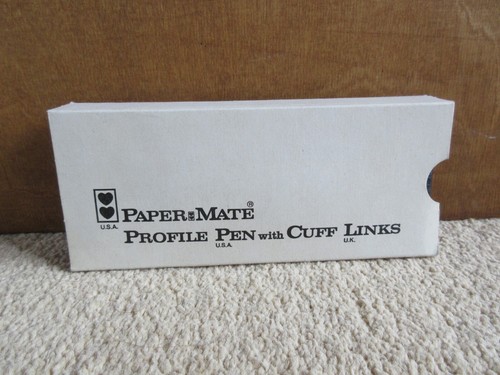 PAPER MATE®
U.S.A.
PROFILE PEN with CUFF LINKS
U.S.A. U.K.